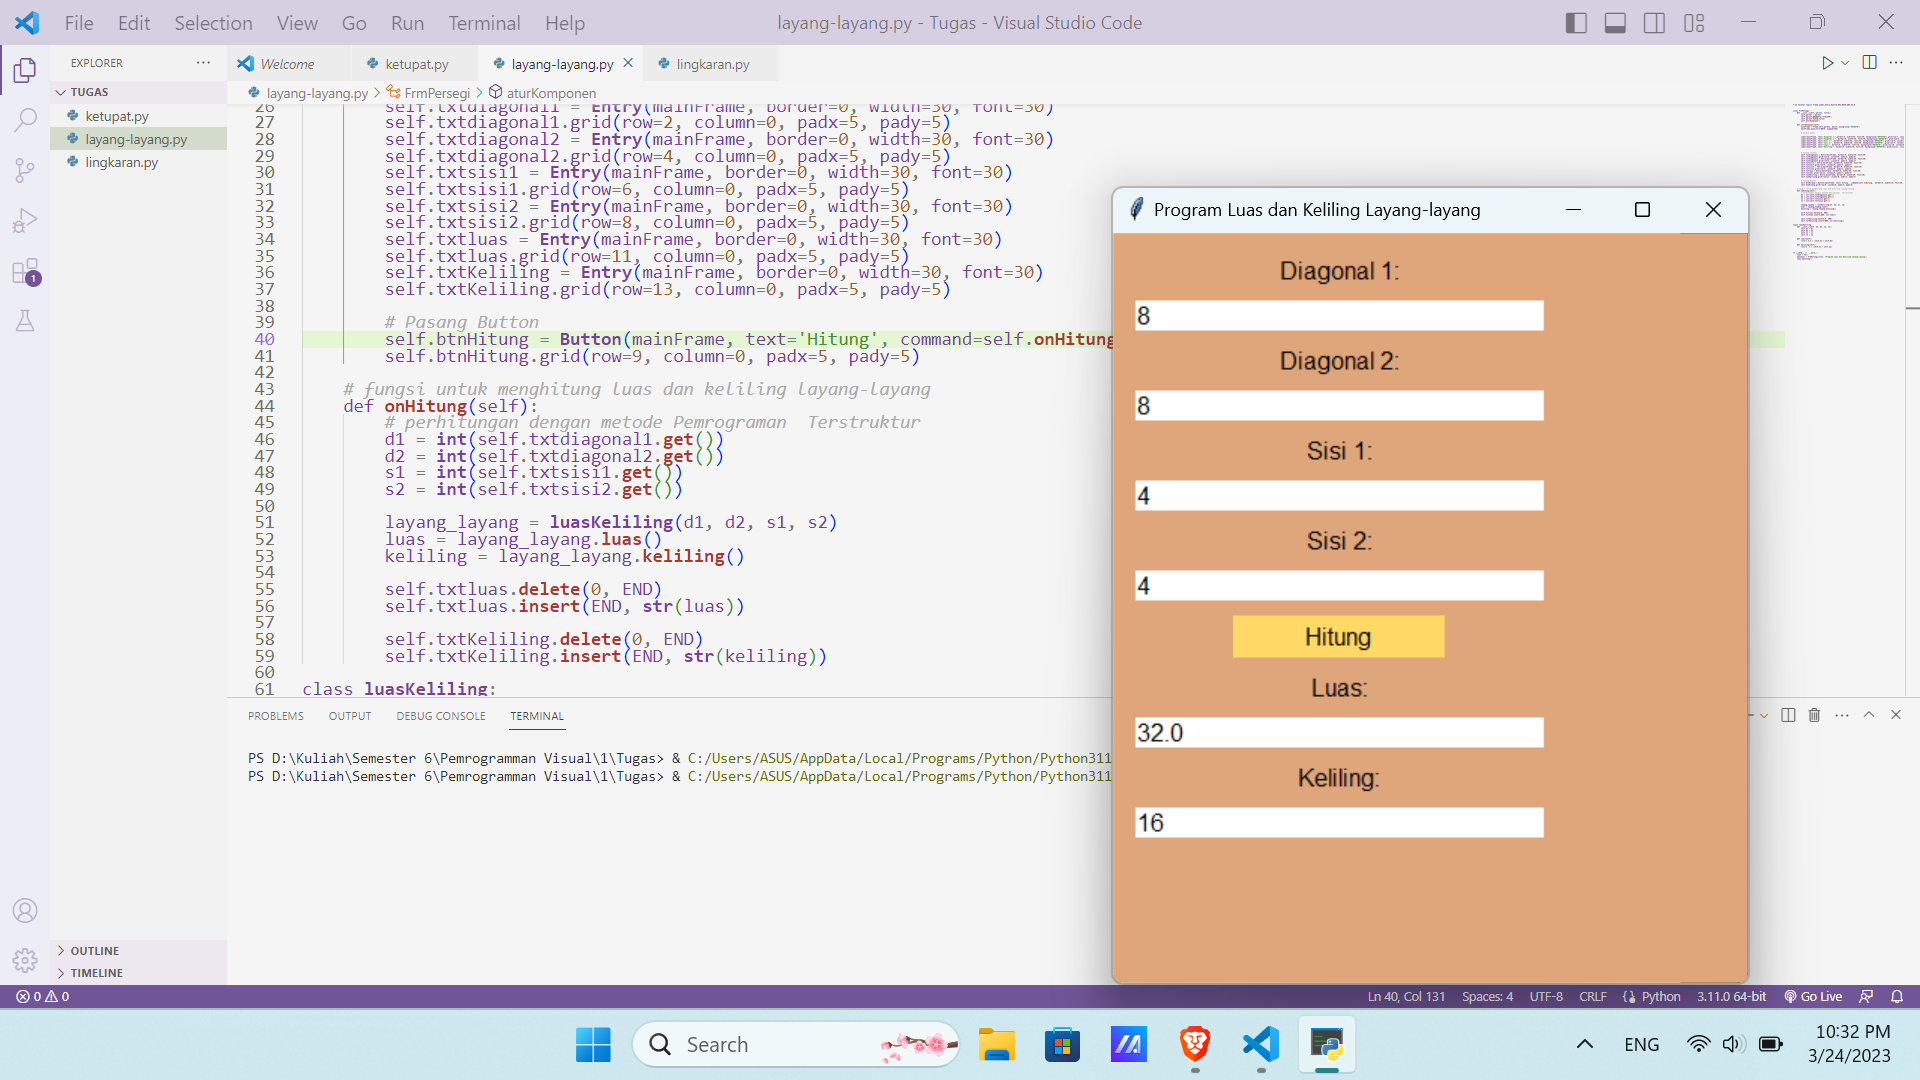 File Edit Selection View Go Run Terminal Help
layang-layang.py - Tugas - Visual Studio Code
EXPLORER
TUGAS
ketupat.py
layang-layang.py
lingkaran.py
OUTLINE
TIMELINE
Welcome ketupat.py layang-layang.py lingkaran.py
layang-layang.py > FrmPersegi > aturKomponen
26 self.txtdiagonal1 = Entry(mainFrame, border=0, width=30, font=30)
27 self.txtdiagonal1.grid(row=2, column=0, padx=5, pady=5)
28 self.txtdiagonal2 = Entry(mainFrame, border=0, width=30, font=30)
29 self.txtdiagonal2.grid(row=4, column=0, padx=5, pady=5)
30 self.txtsisi1 = Entry(mainFrame, border=0, width=30, font=30)
31 self.txtsisi1.grid(row=6, column=0, padx=5, pady=5)
32 self.txtsisi2 = Entry(mainFrame, border=0, width=30, font=30)
33 self.txtsisi2.grid(row=8, column=0, padx=5, pady=5)
34 self.txtluas = Entry(mainFrame, border=0, width=30, font=30)
35 self.txtluas.grid(row=11, column=0, padx=5, pady=5)
36 self.txtKeliling = Entry(mainFrame, border=0, width=30, font=30)
37 self.txtKeliling.grid(row=13, column=0, padx=5, pady=5)
38
39 # Pasang Button
40 self.btnHitung = Button(mainFrame, text='Hitung', command=self.onHitung
41 self.btnHitung.grid(row=9, column=0, padx=5, pady=5)
42
43 # fungsi untuk menghitung luas dan keliling layang-layang
44 def onHitung(self):
45 # perhitungan dengan metode Pemrograman  Terstruktur
46 d1 = int(self.txtdiagonal1.get())
47 d2 = int(self.txtdiagonal2.get())
48 s1 = int(self.txtsisi1.get())
49 s2 = int(self.txtsisi2.get())
50
51 layang_layang = luasKeliling(d1, d2, s1, s2)
52 luas = layang_layang.luas()
53 keliling = layang_layang.keliling()
54
55 self.txtluas.delete(0, END)
56 self.txtluas.insert(END, str(luas))
57
58 self.txtKeliling.delete(0, END)
59 self.txtKeliling.insert(END, str(keliling))
60
61 class luasKeliling:
PROBLEMS OUTPUT DEBUG CONSOLE TERMINAL
PS D:\Kuliah\Semester 6\Pemrogramman Visual\1\Tugas> & C:/Users/ASUS/AppData/Local/Programs/Python/Python311
PS D:\Kuliah\Semester 6\Pemrogramman Visual\1\Tugas> & C:/Users/ASUS/AppData/Local/Programs/Python/Python311
Program Luas dan Keliling Layang-layang
Diagonal 1:
8
Diagonal 2:
8
Sisi 1:
4
Sisi 2:
4
Hitung
Luas:
32.0
Keliling:
16
1
0 0
Ln 40, Col 131 Spaces: 4 UTF-8 CRLF Python 3.11.0 64-bit Go Live
Search
ENG
10:32 PM
3/24/2023